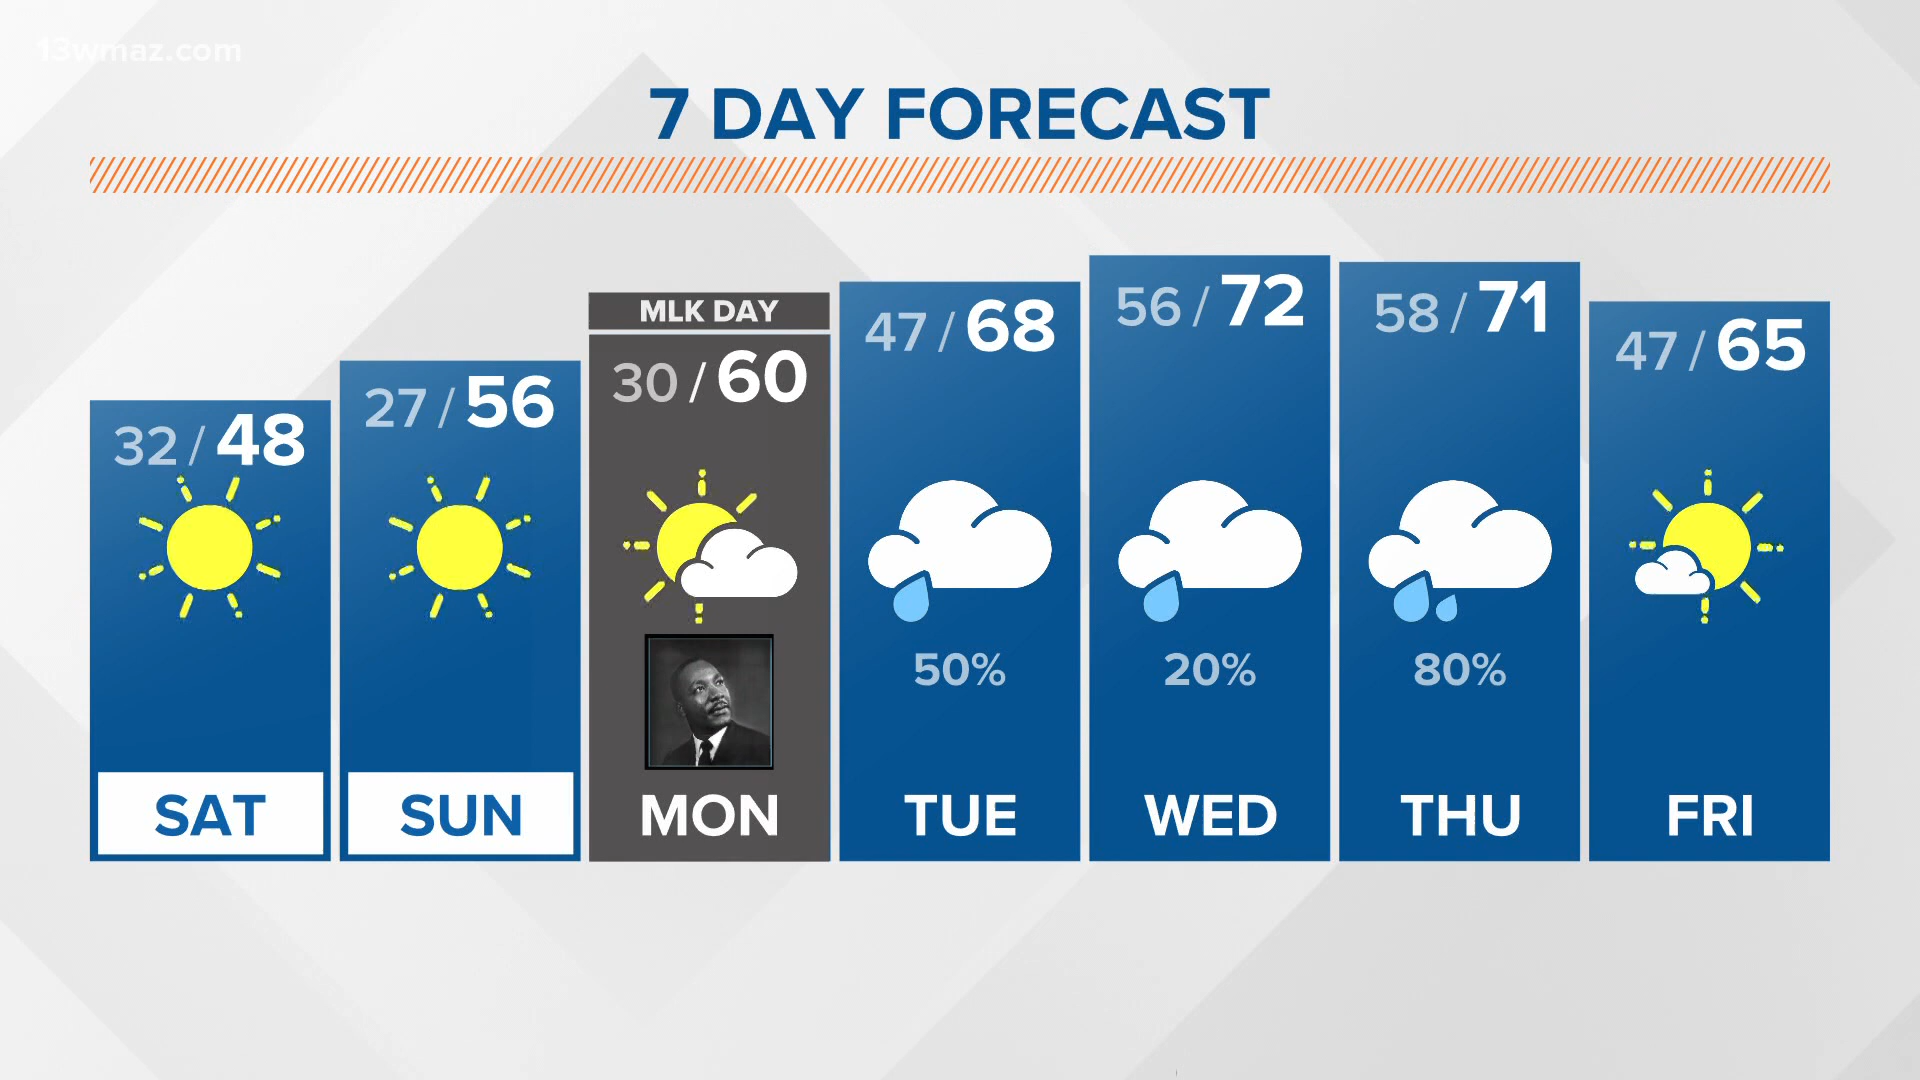 13wmaz.com
7 DAY FORECAST
32 / 48
SAT
27 / 56
SUN
MLK DAY
30 / 60
MON
47 / 68
50%
TUE
56 / 72
20%
WED
58 / 71
80%
THU
47 / 65
FRI